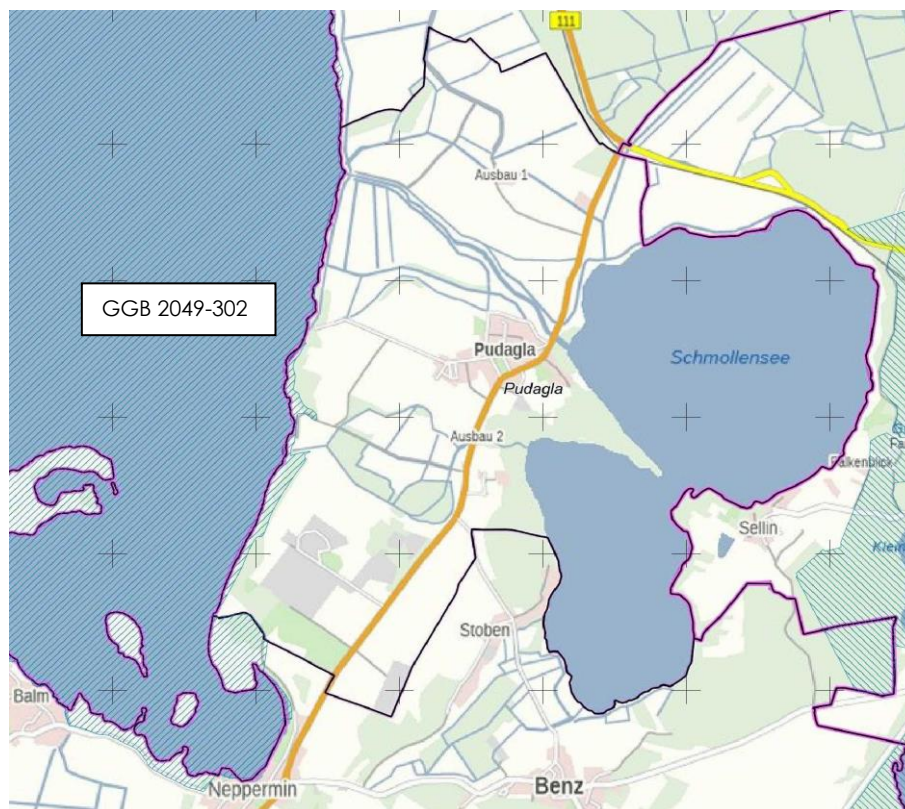 111
Ausbau 1
GGB 2049-302
Pudagla
Schmollensee
Pudagla
Ausbau 2
Falkenblick
Sellin
Stoben
Balm
Neppermin
Benz